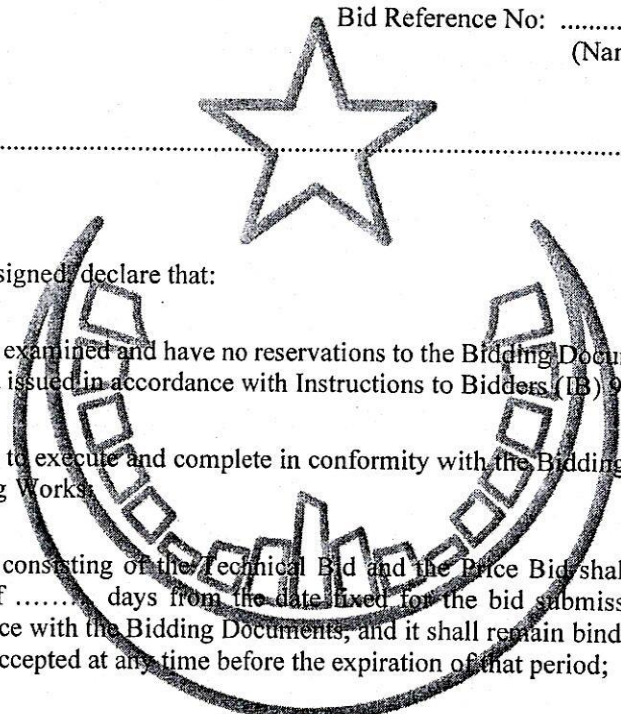 Bid Reference No: ..........
(Nar
..........................................................................................
signed, declare that:
examined and have no reservations to the Bidding Docu
issued in accordance with Instructions to Bidders (IB) 9
to execute and complete in conformity with the Bidding
g Works;
consisting of the Technical Bid and the Price Bid shal
f ........ days from the date fixed for the bid submiss
ce with the Bidding Documents, and it shall remain bind
ccepted at any time before the expiration of that period;